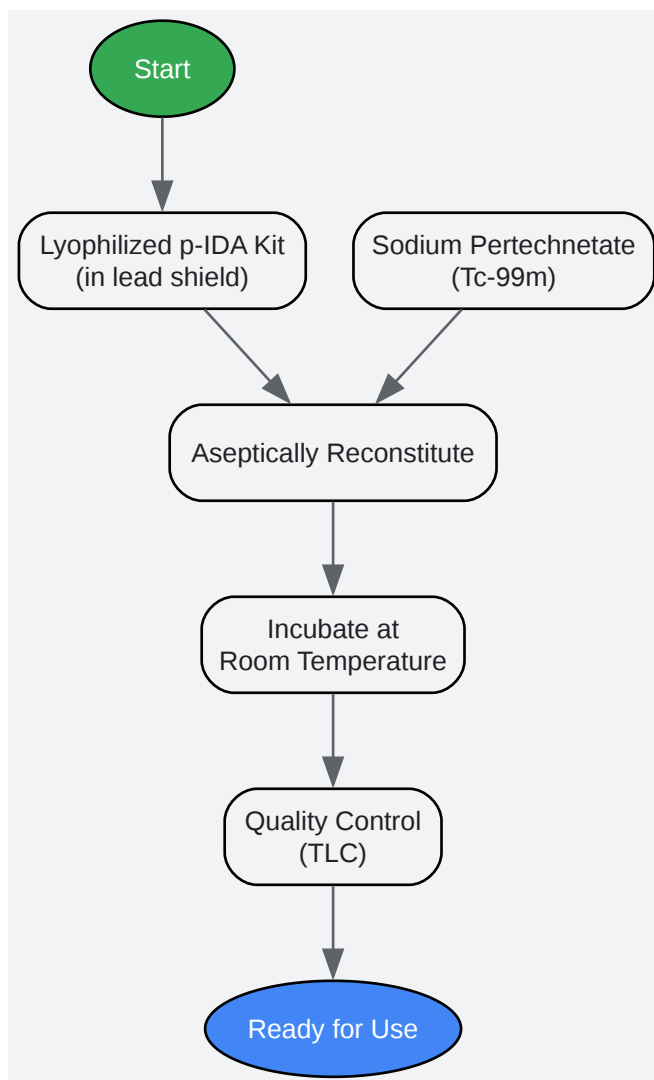 Start
Lyophilized p-IDA Kit
(in lead shield)
Sodium Pertechnetate
(Tc-99m)
Aseptically Reconstitute
Incubate at
Room Temperature
Quality Control
(TLC)
Ready for Use